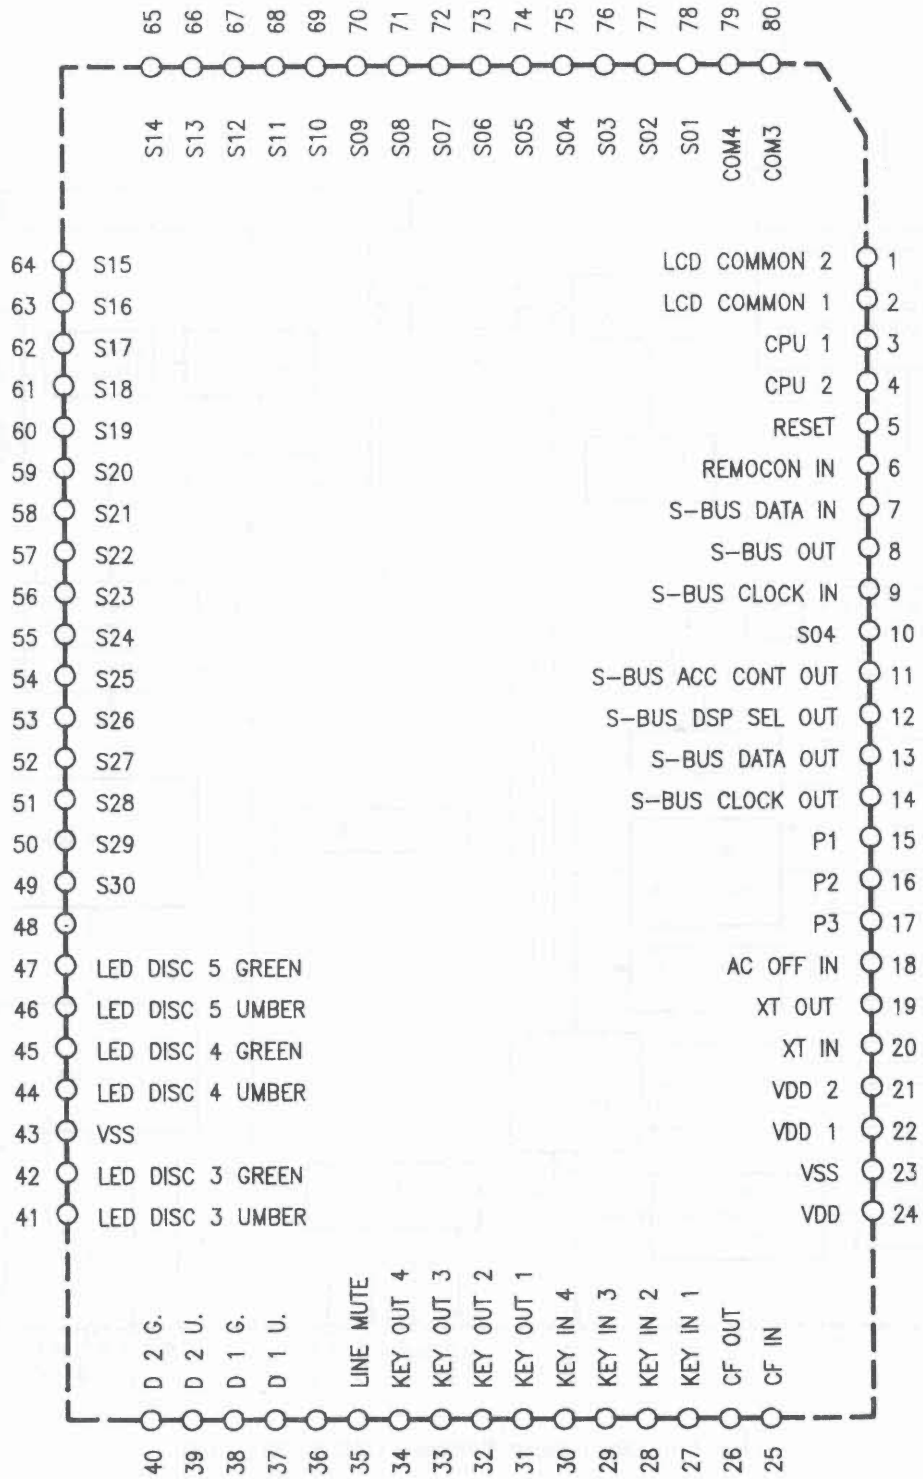 65 66 67 68 69 70 71 72 73 74 75 76 77 78 79 80
S14 S13 S12 S11 S10 S09 S08 S07 S06 S05 S04 S03 S02 S01 COM4 COM3
64 S15 LCD COMMON 2 1
63 S16 LCD COMMON 1 2
62 S17 CPU 1 3
61 S18 CPU 2 4
60 S19 RESET 5
59 S20 REMOCON IN 6
58 S21 S-BUS DATA IN 7
57 S22 S-BUS OUT 8
56 S23 S-BUS CLOCK IN 9
55 S24 S04 10
54 S25 S-BUS ACC CONT OUT 11
53 S26 S-BUS DSP SEL OUT 12
52 S27 S-BUS DATA OUT 13
51 S28 S-BUS CLOCK OUT 14
50 S29 P1 15
49 S30 P2 16
48 P3 17
47 LED DISC 5 GREEN AC OFF IN 18
46 LED DISC 5 UMBER XT OUT 19
45 LED DISC 4 GREEN XT IN 20
44 LED DISC 4 UMBER VDD 2 21
43 VSS VDD 1 22
42 LED DISC 3 GREEN VSS 23
41 LED DISC 3 UMBER VDD 24
D 2 G. D 2 U. D 1 G. D 1 U. LINE MUTE KEY OUT 4 KEY OUT 3 KEY OUT 2 KEY OUT 1 KEY IN 4 KEY IN 3 KEY IN 2 KEY IN 1 CF OUT CF IN
40 39 38 37 36 35 34 33 32 31 30 29 28 27 26 25